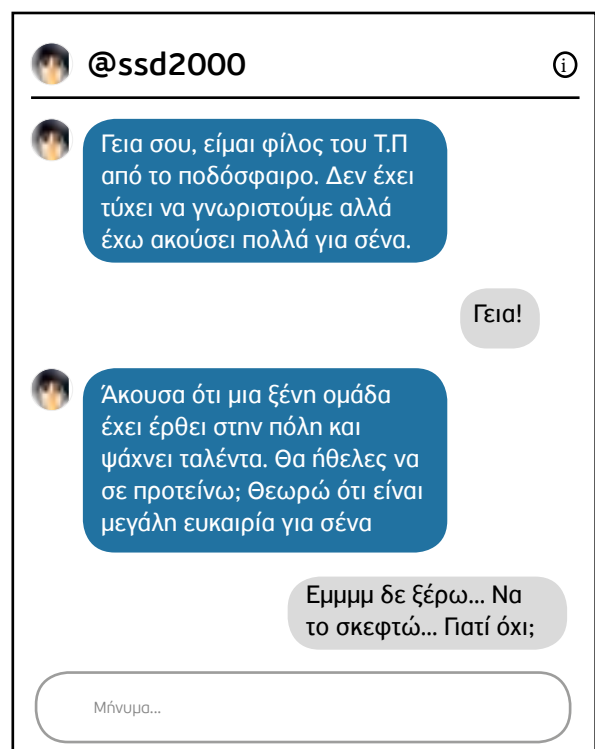 @ssd2000
Γεια σου, είμαι φίλος του Τ.Π
από το ποδόσφαιρο. Δεν έχει
τύχει να γνωριστούμε αλλά
έχω ακούσει πολλά για σένα.
Γεια!
Άκουσα ότι μια ξένη ομάδα
έχει έρθει στην πόλη και
ψάχνει ταλέντα. Θα ήθελες να
σε προτείνω; Θεωρώ ότι είναι
μεγάλη ευκαιρία για σένα
Εμμμμ δε ξέρω... Να
το σκεφτώ... Γιατί όχι;
Μήνυμα...